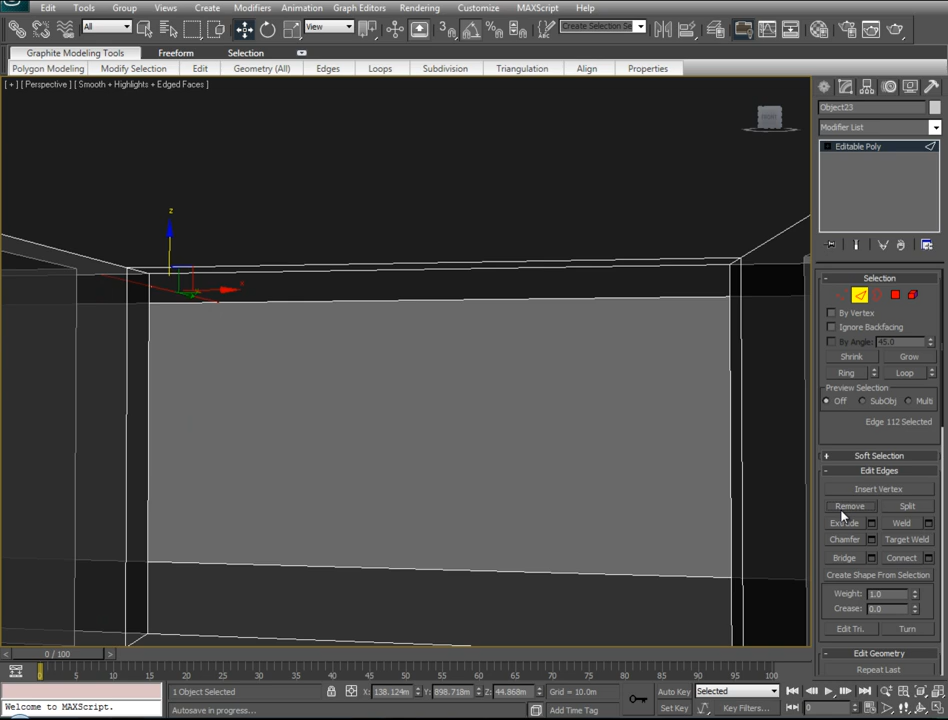 Edit Tools Group Views Create Modifiers Animation Graph Editors Rendering Customize MAXScript Help
All View Create Selection Se
Graphite Modeling Tools Freeform Selection
Polygon Modeling Modify Selection Edit Geometry (All) Edges Loops Subdivision Triangulation Align Properties
[ + ] [ Perspective ] [ Smooth + Highlights + Edged Faces ]
Object23
Modifier List
Editable Poly
z
x
- Selection
By Vertex
Ignore Backfacing
By Angle: 45.0
Shrink Grow
Ring Loop
Preview Selection
Off SubObj Multi
Edge 112 Selected
+ Soft Selection
- Edit Edges
Insert Vertex
Remove Split
Extrude Weld
Chamfer Target Weld
Bridge Connect
Create Shape From Selection
Weight: 1.0
Crease: 0.0
Edit Tri. Turn
- Edit Geometry
Repeat Last
< 0 / 100 >
0 5 10 15 20 25 30 35 40 45 50 55 60 65 70 75 80 85 90 95 100
1 Object Selected X: 138.124m Y: 898.718m Z: 44.868m Grid = 10.0m Auto Key Selected
Welcome to MAXScript. Autosave in progress... Add Time Tag Set Key Key Filters... 0